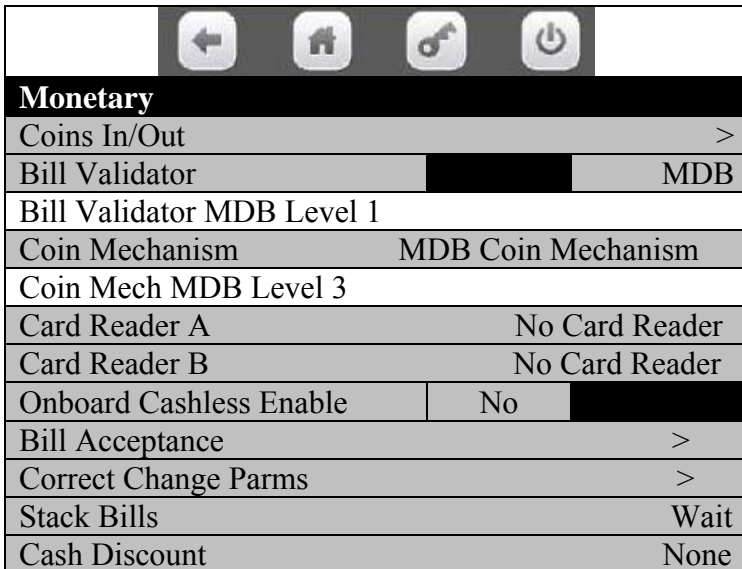 Monetary
Coins In/Out >
Bill Validator MDB
Bill Validator MDB Level 1
Coin Mechanism MDB Coin Mechanism
Coin Mech MDB Level 3
Card Reader A No Card Reader
Card Reader B No Card Reader
Onboard Cashless Enable No
Bill Acceptance >
Correct Change Parms >
Stack Bills Wait
Cash Discount None